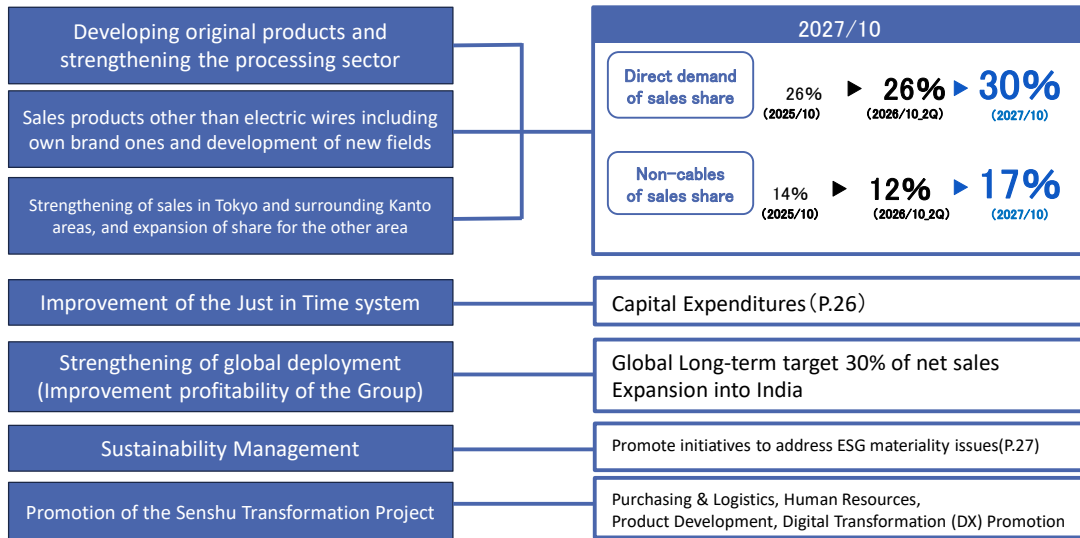 Developing original products and
strengthening the processing sector
Sales products other than electric wires including
own brand ones and development of new fields
Strengthening of sales in Tokyo and surrounding Kanto
areas, and expansion of share for the other area
2027/10
Direct demand
of sales share
26% ▶ 26% ▶ 30%
(2025/10) (2026/10_2Q) (2027/10)
Non-cables
of sales share
14% ▶ 12% ▶ 17%
(2025/10) (2026/10_2Q) (2027/10)
Improvement of the Just in Time system
Capital Expenditures（P.26）
Strengthening of global deployment
(Improvement profitability of the Group)
Global Long-term target 30% of net sales
Expansion into India
Sustainability Management
Promote initiatives to address ESG materiality issues(P.27)
Promotion of the Senshu Transformation Project
Purchasing & Logistics, Human Resources,
Product Development, Digital Transformation (DX) Promotion